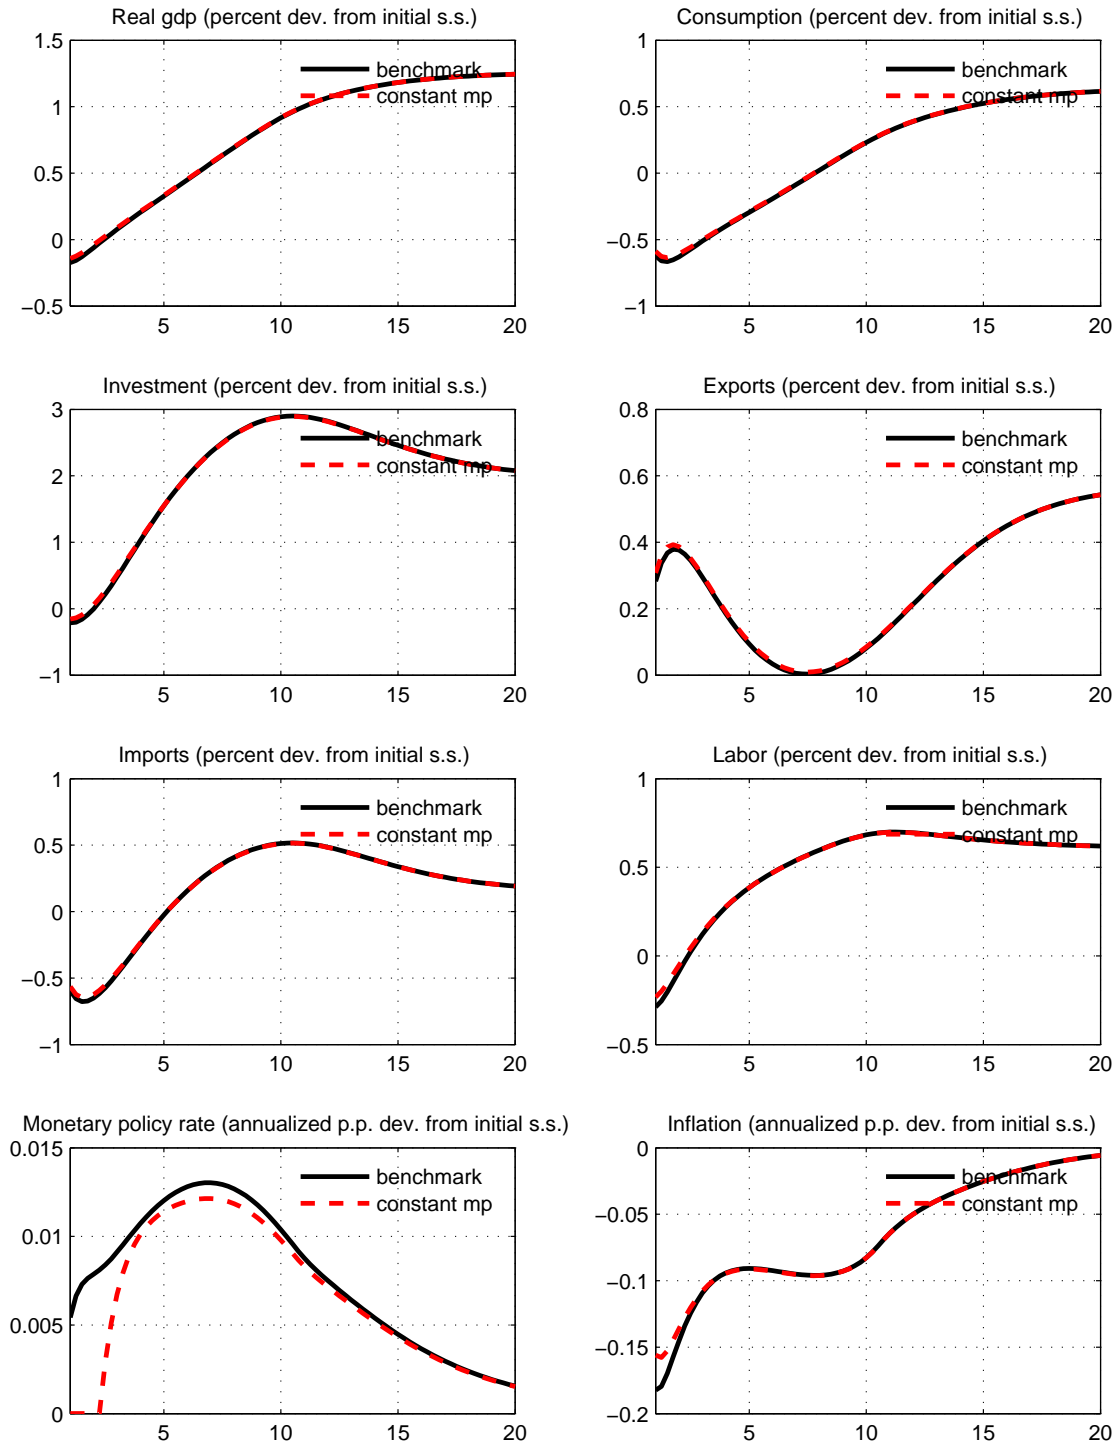 Real gdp (percent dev. from initial s.s.)
1.5
1
0.5
0
−0.5
5
10
15
20
benchmark
constant mp
Consumption (percent dev. from initial s.s.)
1
0.5
0
−0.5
−1
5
10
15
20
benchmark
constant mp
Investment (percent dev. from initial s.s.)
3
2
1
0
−1
5
10
15
20
benchmark
constant mp
Exports (percent dev. from initial s.s.)
0.8
0.6
0.4
0.2
0
5
10
15
20
benchmark
constant mp
Imports (percent dev. from initial s.s.)
1
0.5
0
−0.5
−1
5
10
15
20
benchmark
constant mp
Labor (percent dev. from initial s.s.)
1
0.5
0
−0.5
5
10
15
20
benchmark
constant mp
Monetary policy rate (annualized p.p. dev. from initial s.s.)
0.015
0.01
0.005
0
5
10
15
20
benchmark
constant mp
Inflation (annualized p.p. dev. from initial s.s.)
0
−0.05
−0.1
−0.15
−0.2
5
10
15
20
benchmark
constant mp